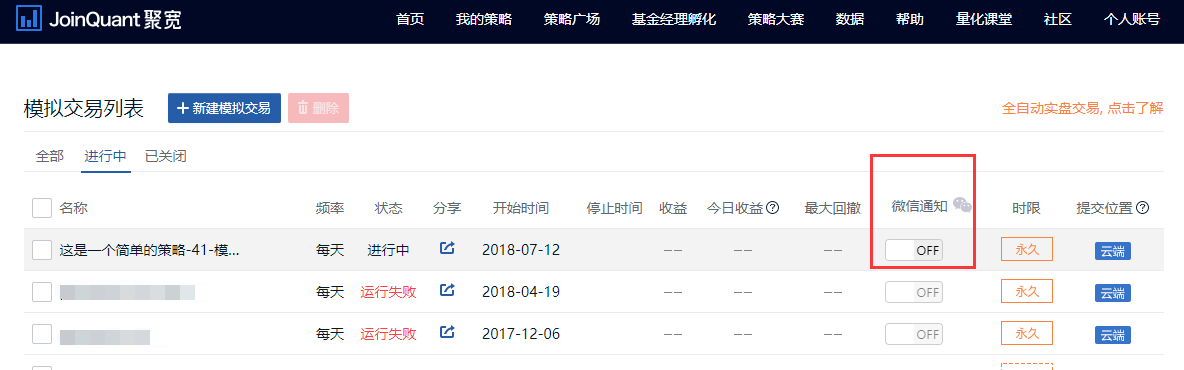 JoinQuant 聚宽 首页 我的策略 策略广场 基金经理孵化 策略大赛 数据 帮助 量化课堂 社区 个人账号
模拟交易列表 + 新建模拟交易 删除 全自动实盘交易, 点击了解
全部 进行中 已关闭
名称 频率 状态 分享 开始时间 停止时间 收益 今日收益 ? 最大回撤 微信通知 时限 提交位置 ?
这是一个简单的策略-41-模... 每天 进行中 2018-07-12 -- -- -- OFF 永久 云端
每天 运行失败 2018-04-19 -- -- -- OFF 永久 云端
每天 运行失败 2017-12-06 -- -- -- OFF 永久 云端